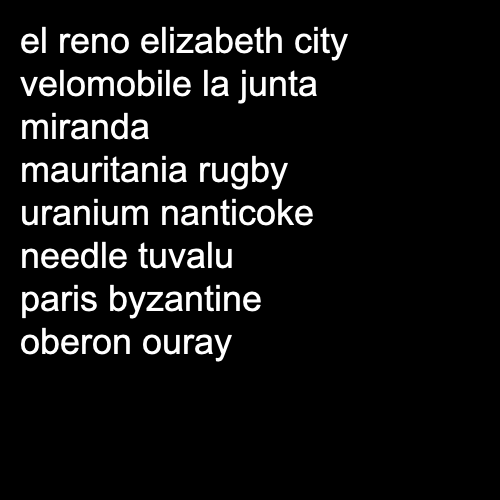 el reno elizabeth city
velomobile la junta
miranda
mauritania rugby
uranium nanticoke
needle tuvalu
paris byzantine
oberon ouray